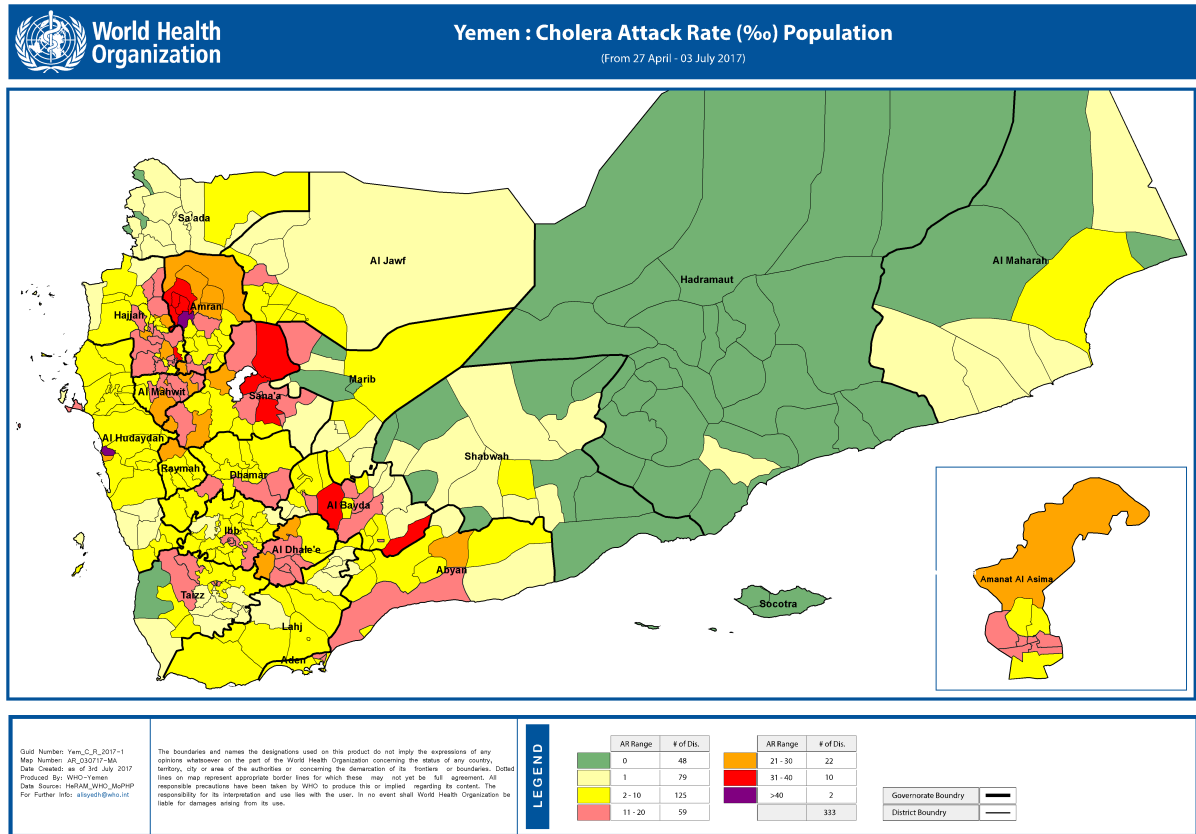 World Health
Organization
Yemen : Cholera Attack Rate (‰) Population
(From 27 April - 03 July 2017)
Sa'ada
Al Jawf
Hadramaut
Al Maharah
Amran
Hajjah
Marib
Al Mahwit
Sana'a
Al Hudaydah
Shabwah
Raymah
Dhamar
Al Bayda
Ibb
Al Dhale'e
Abyan
Taizz
Lahj
Aden
Socotra
Amanat Al Asima
Guid Number: Yem_C_R_2017-1
Map Number: AR_030717-MA
Date Created: as of 3rd July 2017
Produced By: WHO-Yemen
Data Source: HeRAM_WHO_MoPHP
For Further Info: alisyedh@who.int
The boundaries and names the designations used on this product do not imply the expressions of any
opinions whatsoever on the part of the World Health Organization concerning the status of any country,
territory, city or area of the authorities or concerning the demarcation of its frontiers or boundaries. Dotted
lines on map represent appropriate border lines for which these may not yet be full agreement. All
responsible precautions have been taken by WHO to produce this or implied regarding its content. The
responsibility for its interpretation and use lies with the user. In no event shall World Health Organization be
liable for damages arising from its use.
LEGEND
AR Range # of Dis.
0 48
1 79
2 - 10 125
11 - 20 59
AR Range # of Dis.
21 - 30 22
31 - 40 10
>40 2
333
Governorate Boundry
District Boundry